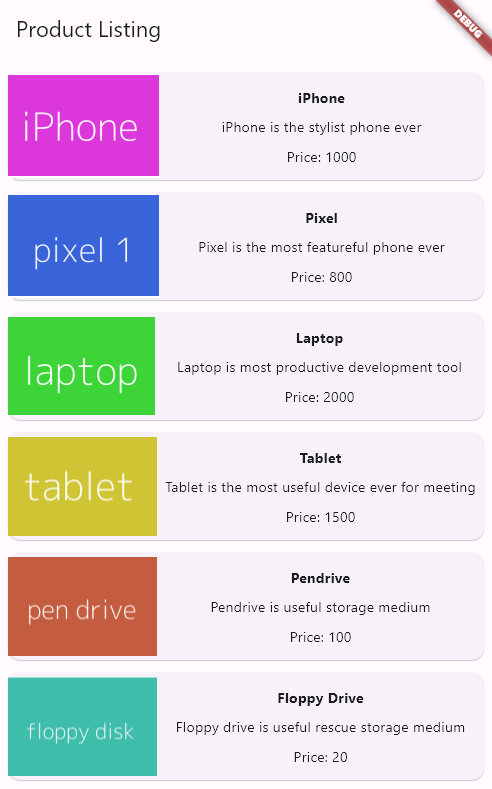 Product Listing
DEBUG
iPhone
iPhone
iPhone is the stylist phone ever
Price: 1000
pixel 1
Pixel
Pixel is the most featureful phone ever
Price: 800
laptop
Laptop
Laptop is most productive development tool
Price: 2000
tablet
Tablet
Tablet is the most useful device ever for meeting
Price: 1500
pen drive
Pendrive
Pendrive is useful storage medium
Price: 100
floppy disk
Floppy Drive
Floppy drive is useful rescue storage medium
Price: 20